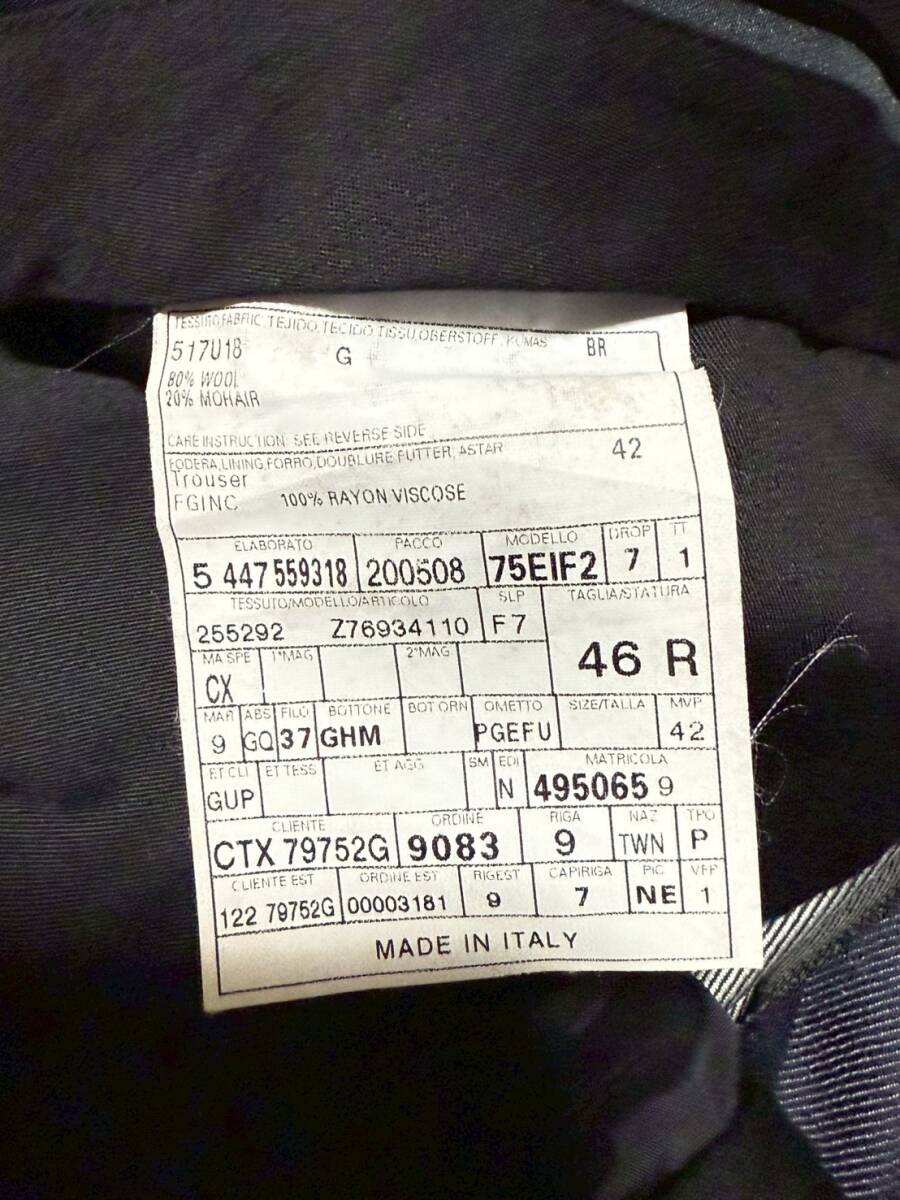 TESSUTO,FABRIC,TEJIDO,TECIDO,TISSU,OBERSTOFF, KUMAS
517U18 G BR
80% WOOL
20% MOHAIR
CARE INSTRUCTION: SEE REVERSE SIDE
FODERA,LINING,FORRO,DOUBLURE,FUTTER, ASTAR 42
Trouser
FGINC 100% RAYON VISCOSE
ELABORATO PACCO MODELLO DROP TT
5 447559318 200508 75EIF2 7 1
TESSUTO/MODELLO/ARTICOLO SLP TAGLIA/STATURA
255292 Z76934110 F7
46 R
MA SPE 1°MAG 2°MAG
CX
MAR ABS FILO BOTTONE BOT ORN OMETTO SIZE/TALLA MVP
9 GQ 37 GHM PGEFU 42
ET CLI ET TESS ET AGG SM EDI MATRICOLA
GUP N 495065 9
CLIENTE ORDINE RIGA NAZ TPO
CTX 79752G 9083 9 TWN P
CLIENTE EST ORDINE EST RIGEST CAPIRIGA PIC VFP
122 79752G 00003181 9 7 NE 1
MADE IN ITALY